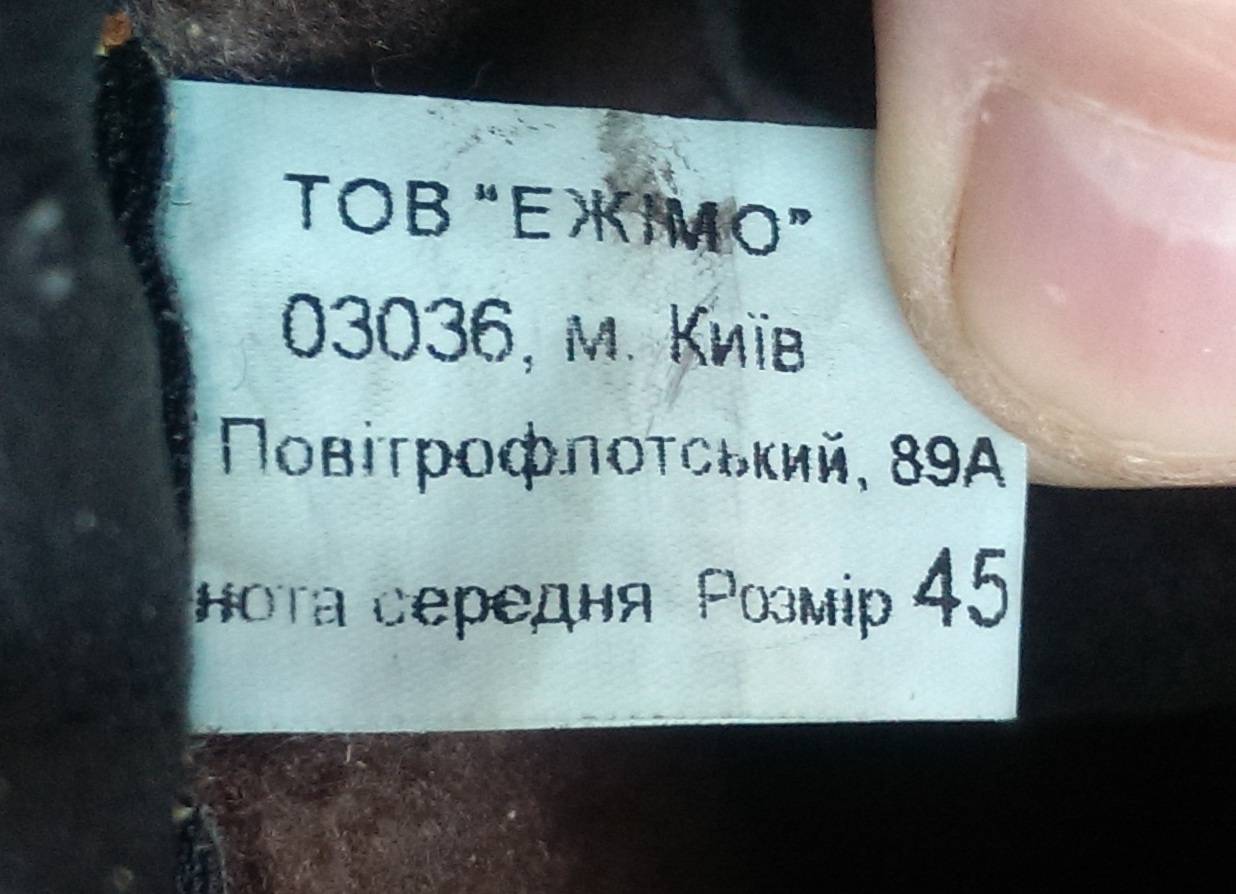 ТОВ “ЕЖІМО”
03036, м. Київ
Повітрофлотський, 89А
нота середня Розмір 45